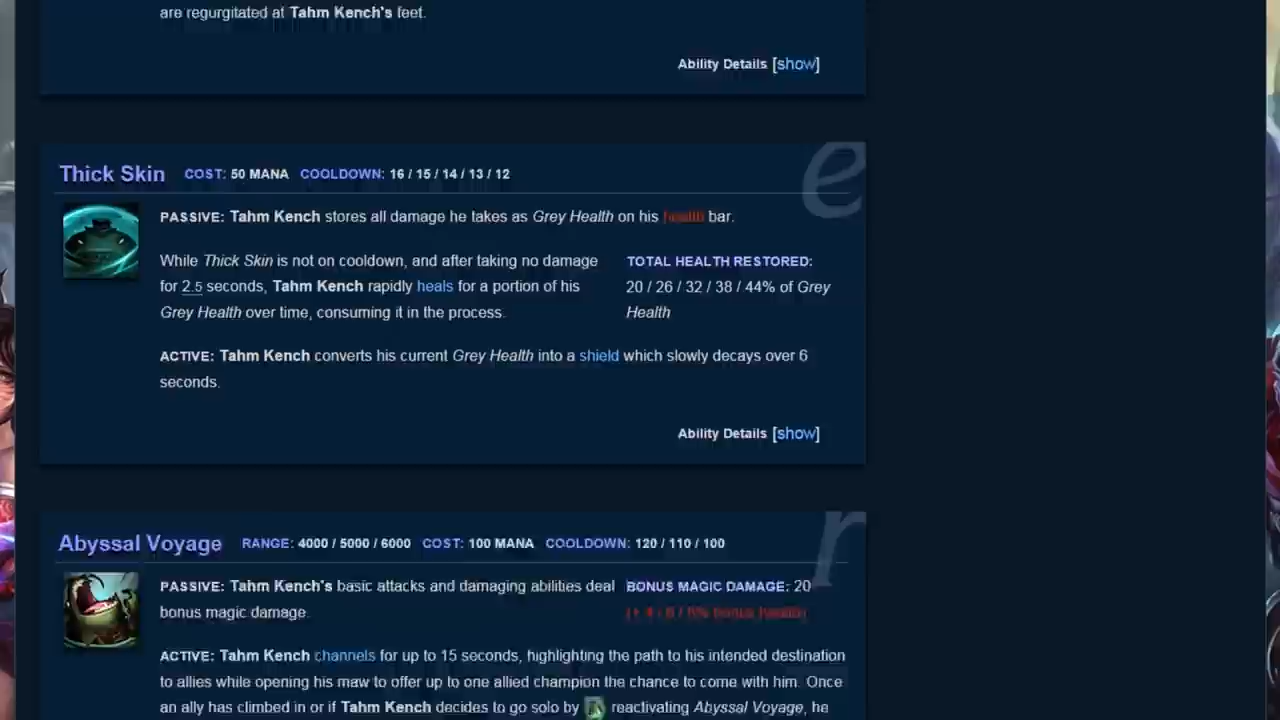 are regurgitated at Tahm Kench's feet.
Ability Details [show]
e
Thick Skin COST: 50 MANA COOLDOWN: 16 / 15 / 14 / 13 / 12
PASSIVE: Tahm Kench stores all damage he takes as Grey Health on his health bar.
While Thick Skin is not on cooldown, and after taking no damage
for 2.5 seconds, Tahm Kench rapidly heals for a portion of his
Grey Health over time, consuming it in the process.
TOTAL HEALTH RESTORED:
20 / 26 / 32 / 38 / 44% of Grey
Health
ACTIVE: Tahm Kench converts his current Grey Health into a shield which slowly decays over 6
seconds.
Ability Details [show]
r
Abyssal Voyage RANGE: 4000 / 5000 / 6000 COST: 100 MANA COOLDOWN: 120 / 110 / 100
PASSIVE: Tahm Kench's basic attacks and damaging abilities deal
bonus magic damage.
BONUS MAGIC DAMAGE: 20
(+ 4 / 6 / 8% bonus health)
ACTIVE: Tahm Kench channels for up to 15 seconds, highlighting the path to his intended destination
to allies while opening his maw to offer up to one allied champion the chance to come with him. Once
an ally has climbed in or if Tahm Kench decides to go solo by reactivating Abyssal Voyage, he